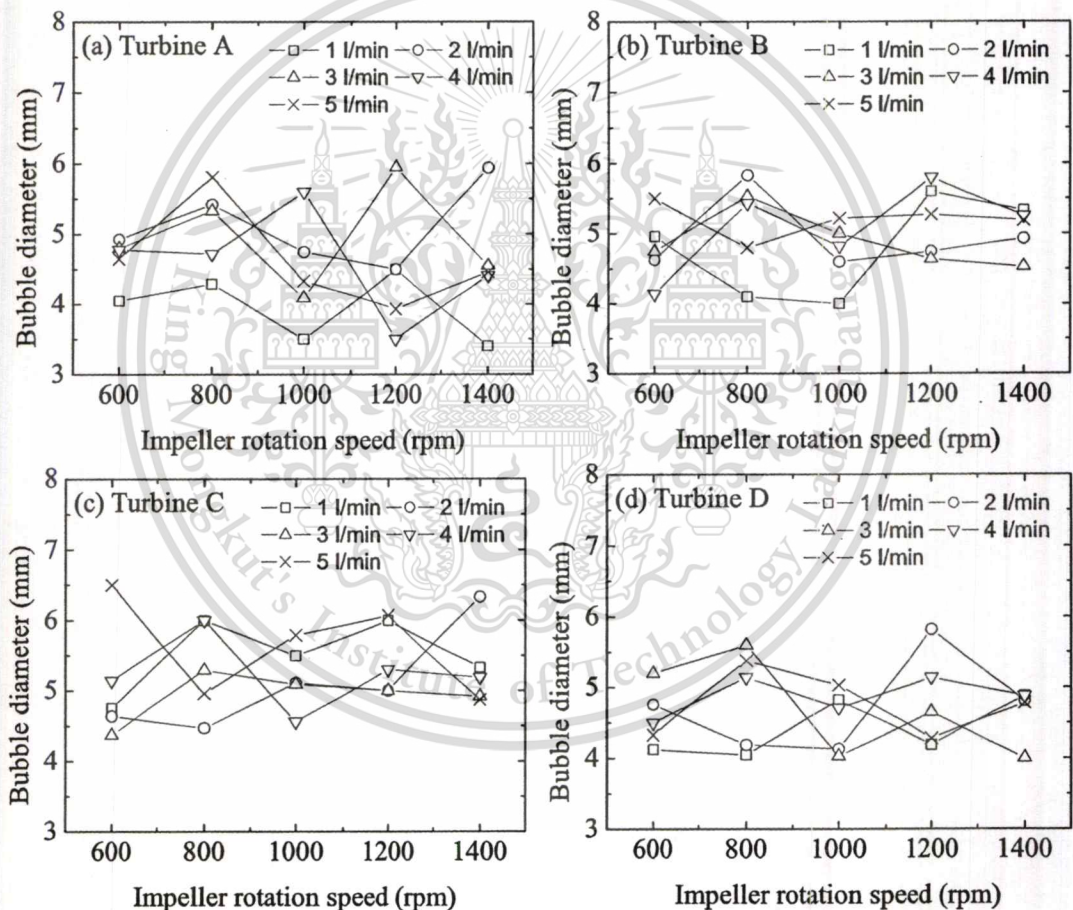 (a) Turbine A
1 l/min 2 l/min
3 l/min 4 l/min
5 l/min
8
7
6
5
4
3
Bubble diameter (mm)
600 800 1000 1200 1400
Impeller rotation speed (rpm)
(b) Turbine B
1 l/min 2 l/min
3 l/min 4 l/min
5 l/min
8
7
6
5
4
3
Bubble diameter (mm)
600 800 1000 1200 1400
Impeller rotation speed (rpm)
(c) Turbine C
1 l/min 2 l/min
3 l/min 4 l/min
5 l/min
8
7
6
5
4
3
Bubble diameter (mm)
600 800 1000 1200 1400
Impeller rotation speed (rpm)
(d) Turbine D
1 l/min 2 l/min
3 l/min 4 l/min
5 l/min
8
7
6
5
4
3
Bubble diameter (mm)
600 800 1000 1200 1400
Impeller rotation speed (rpm)
King Mongkut's Institute of Technology Ladkrabang